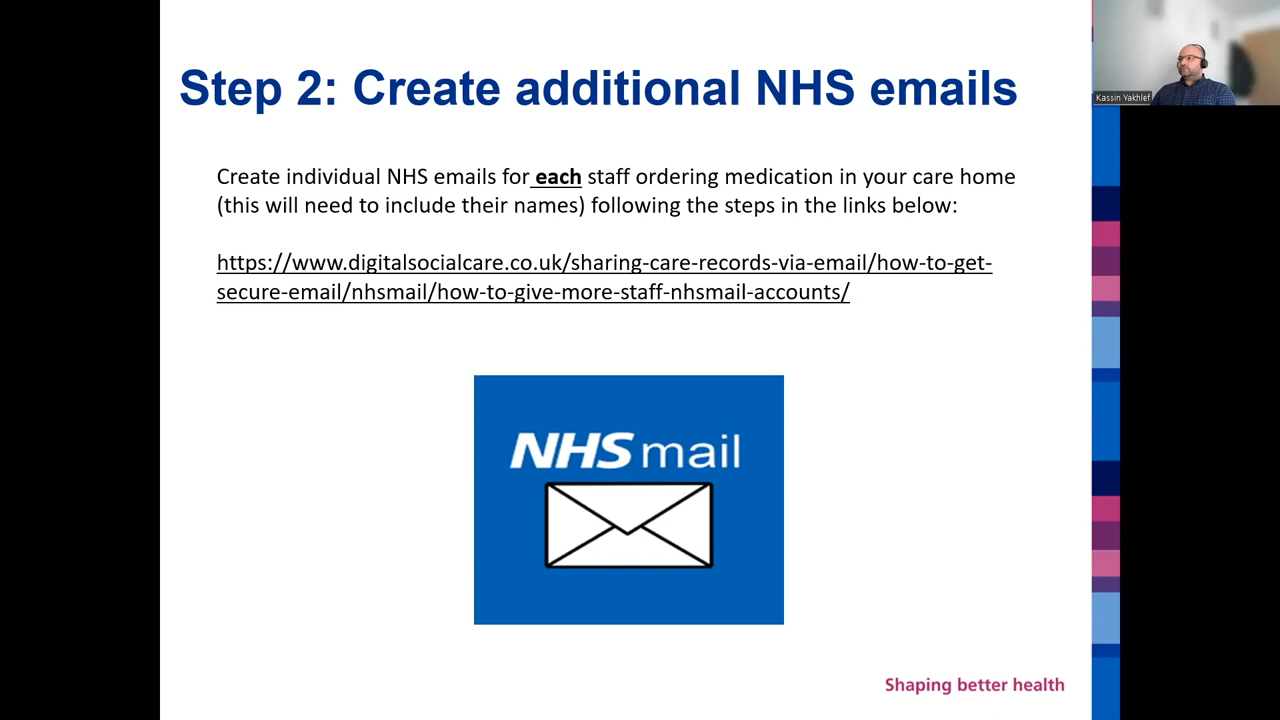 Step 2: Create additional NHS emails
Kassin Yakhlef
Create individual NHS emails for each staff ordering medication in your care home
(this will need to include their names) following the steps in the links below:
https://www.digitalsocialcare.co.uk/sharing-care-records-via-email/how-to-get-
secure-email/nhsmail/how-to-give-more-staff-nhsmail-accounts/
NHS mail
Shaping better health